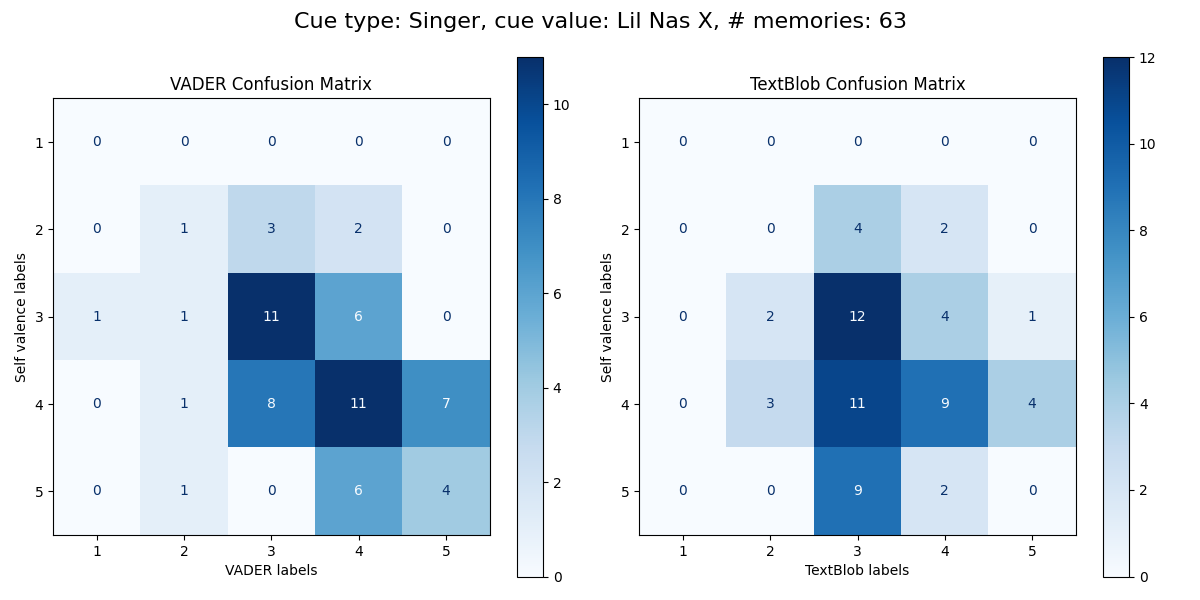 Cue type: Singer, cue value: Lil Nas X, # memories: 63
VADER Confusion Matrix
Self valence labels
1 0 0 0 0 0
2 0 1 3 2 0
3 1 1 11 6 0
4 0 1 8 11 7
5 0 1 0 6 4
1 2 3 4 5
VADER labels
10
8
6
4
2
0
TextBlob Confusion Matrix
Self valence labels
1 0 0 0 0 0
2 0 0 4 2 0
3 0 2 12 4 1
4 0 3 11 9 4
5 0 0 9 2 0
1 2 3 4 5
TextBlob labels
12
10
8
6
4
2
0